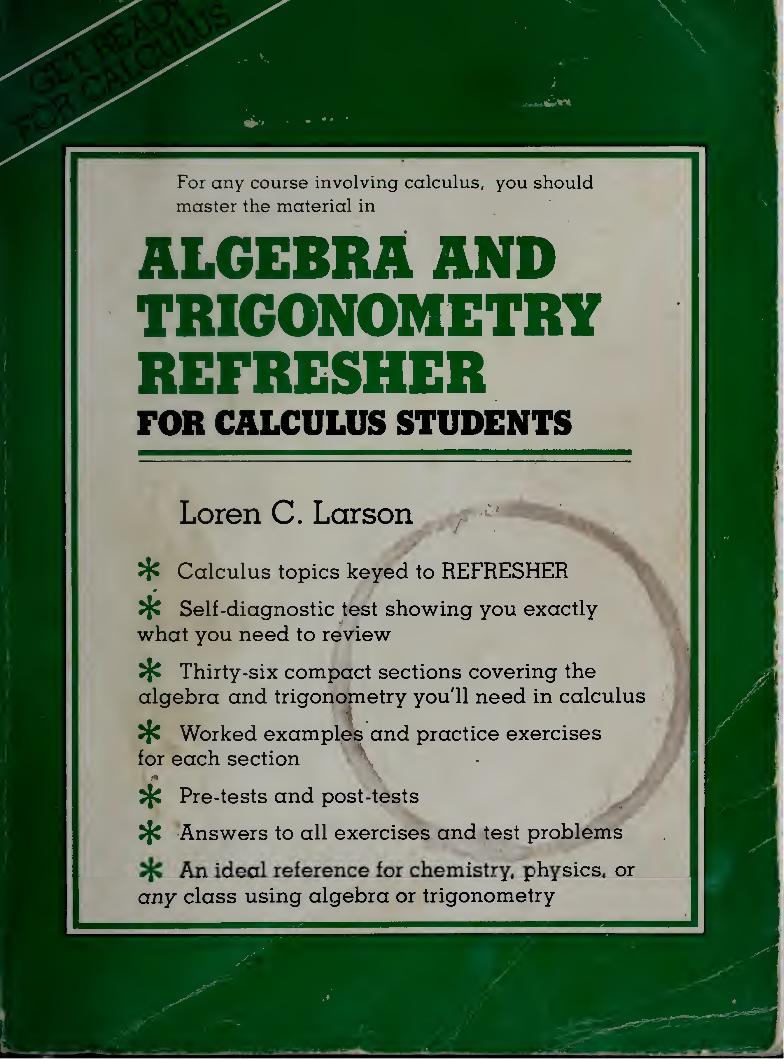 GET READY
FOR CALCULUS
For any course involving calculus, you should
master the material in
ALGEBRA AND
TRIGONOMETRY
REFRESHER
FOR CALCULUS STUDENTS
Loren C. Larson
* Calculus topics keyed to REFRESHER
* Self-diagnostic test showing you exactly
what you need to review
* Thirty-six compact sections covering the
algebra and trigonometry you'll need in calculus
* Worked examples and practice exercises
for each section
* Pre-tests and post-tests
* Answers to all exercises and test problems
* An ideal reference for chemistry, physics, or
any class using algebra or trigonometry